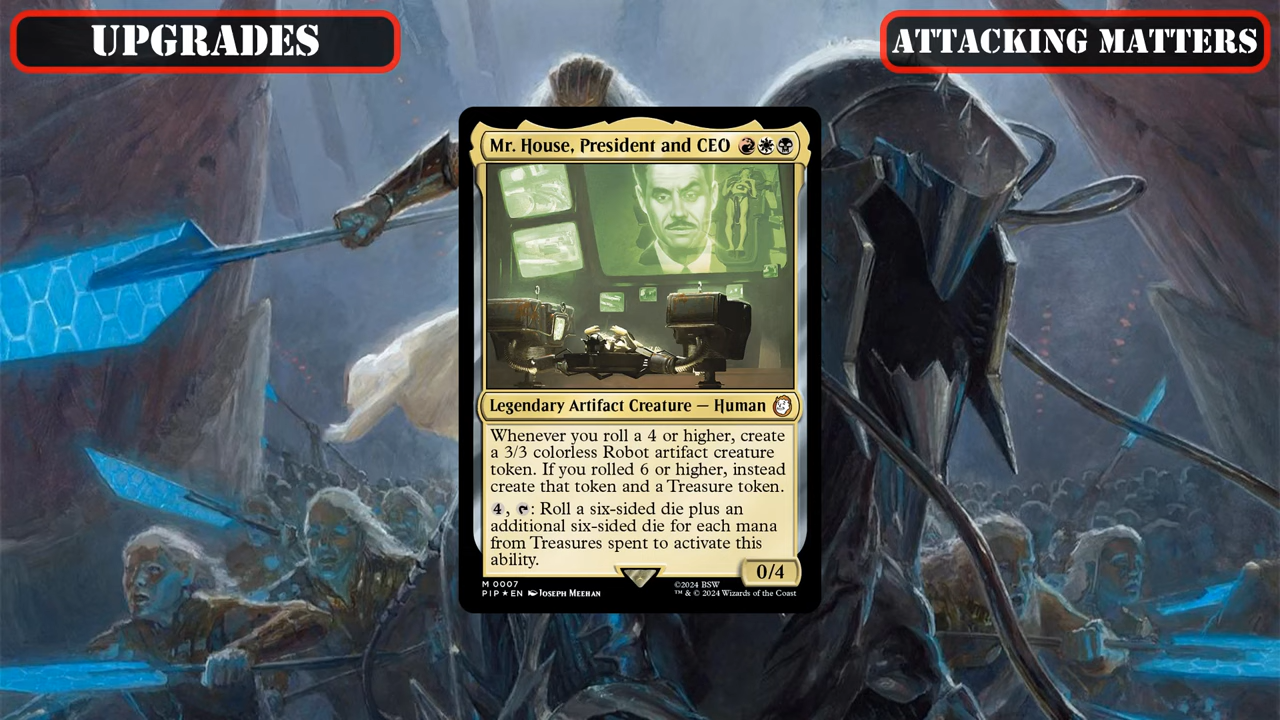 UPGRADES
ATTACKING MATTERS
Mr. House, President and CEO
Legendary Artifact Creature — Human
Whenever you roll a 4 or higher, create
a 3/3 colorless Robot artifact creature
token. If you rolled 6 or higher, instead
create that token and a Treasure token.
4, : Roll a six-sided die plus an
additional six-sided die for each mana
from Treasures spent to activate this
ability.
0/4
M 0007
PIP ★ EN Joseph Meehan
©2024 BSW
™ & © 2024 Wizards of the Coast